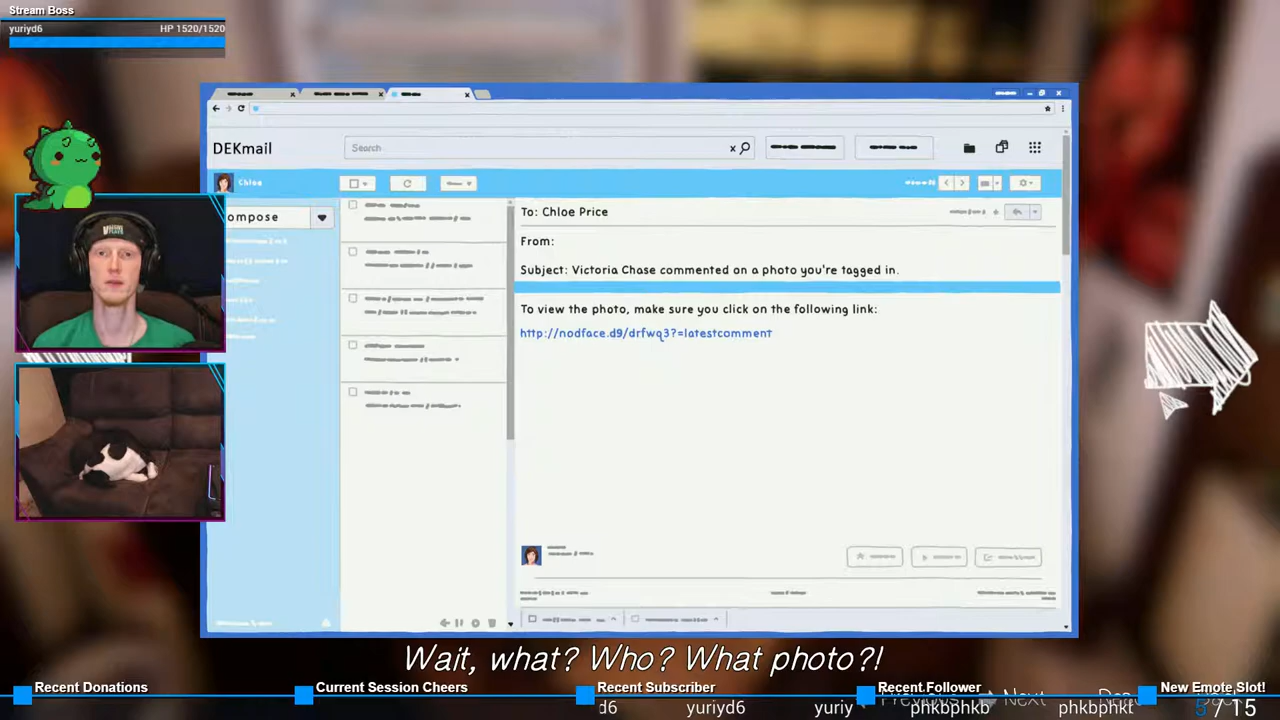 Stream Boss
yuriyd6
HP 1520/1520
DEKmail
Search
Chloe
ompose
To: Chloe Price
From:
Subject: Victoria Chase commented on a photo you're tagged in.
To view the photo, make sure you click on the following link:
http://nodface.d9/drfwq3?=latestcomment
Wait, what? Who? What photo?!
Recent Donations
Current Session Cheers
Recent Subscriber
Recent Follower
New Emote Slot!
d6
yuriyd6
yuriy
phkbphkb
phkbphkt
Next
5 / 15